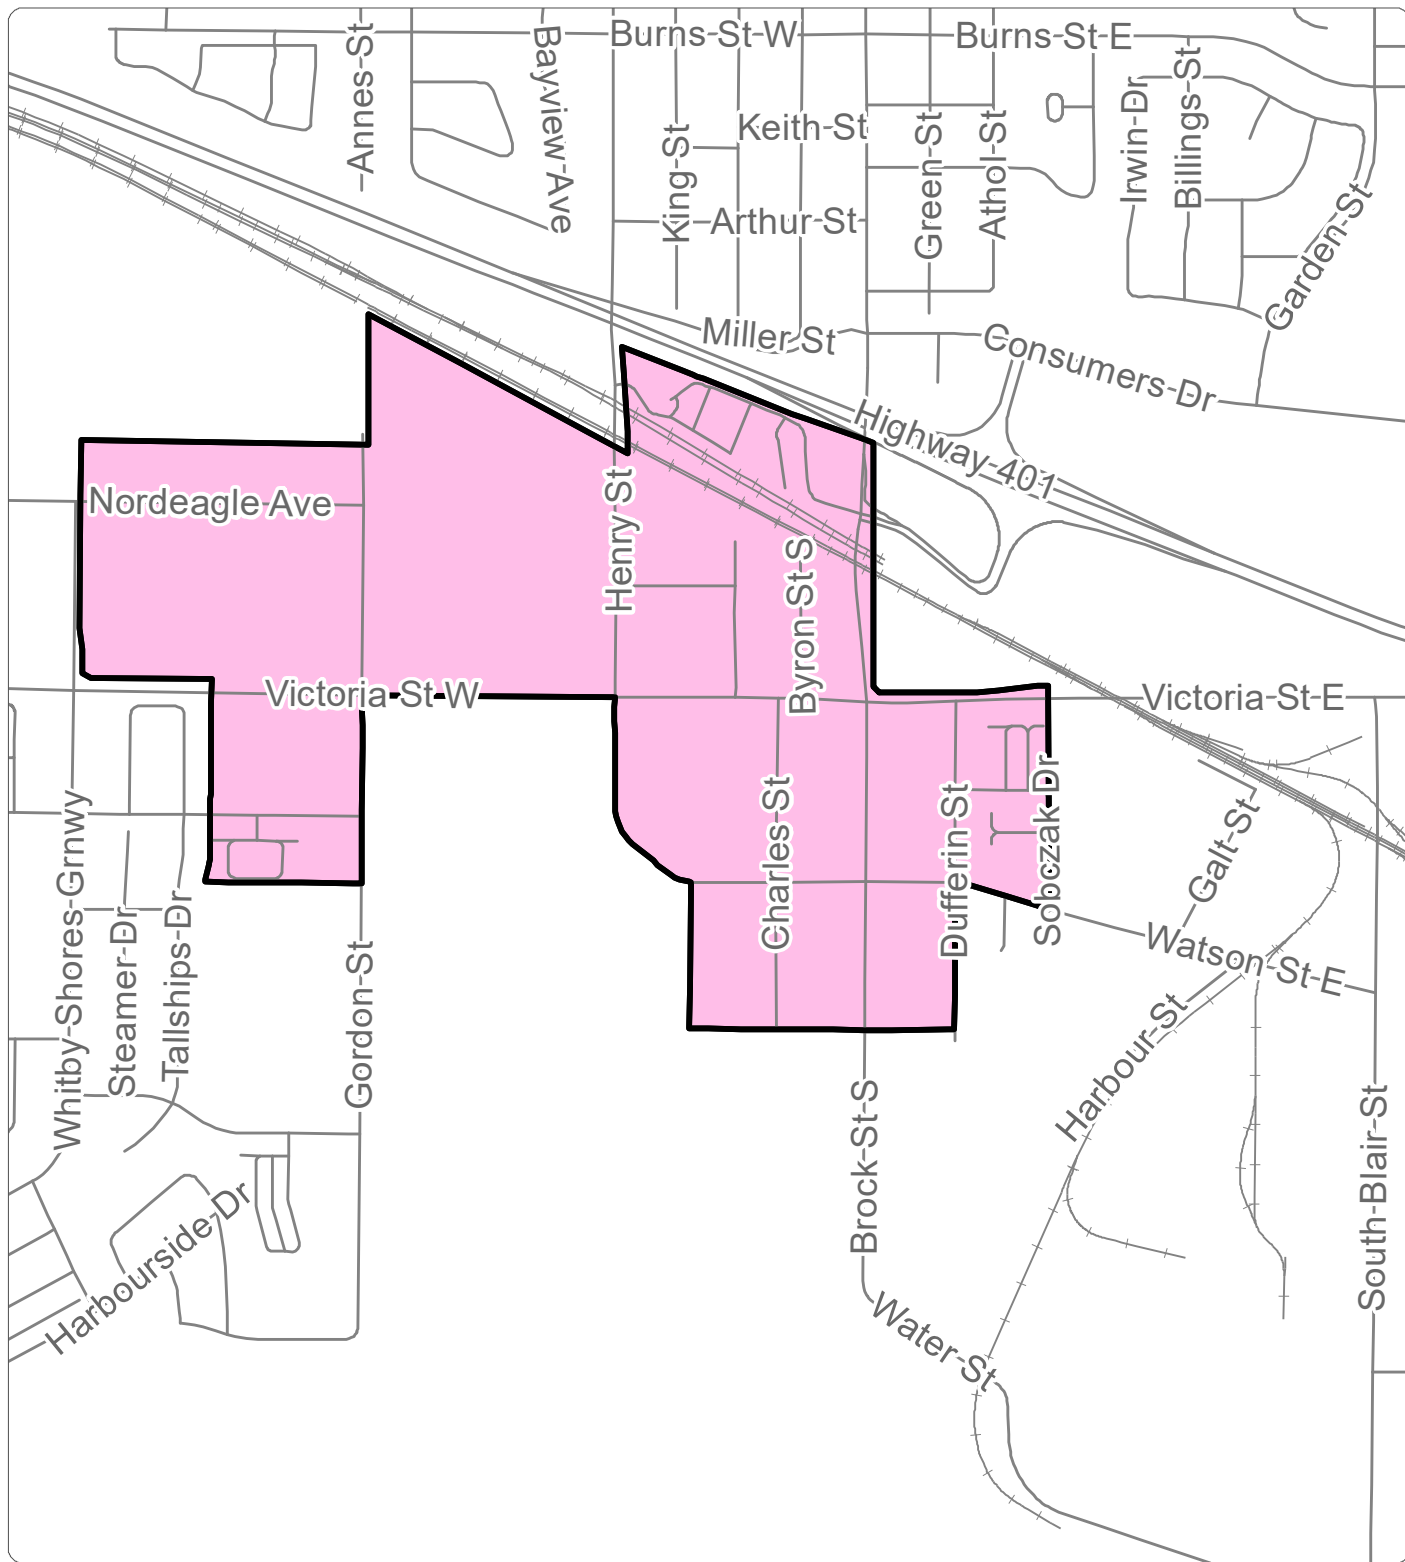 Burns St W
Burns St E
Annes St
Bayview Ave
King St
Keith St
Green St
Athol St
Irwin Dr
Billings St
Arthur St
Garden St
Miller St
Consumers Dr
Highway 401
Nordeagle Ave
Henry St
Byron St S
Victoria St W
Victoria St E
Charles St
Dufferin St
Sobczak Dr
Galt St
Whitby Shores Grnwy
Steamer Dr
Tallships Dr
Gordon St
Watson St E
Harbour St
Brock St S
South Blair St
Harbourside Dr
Water St